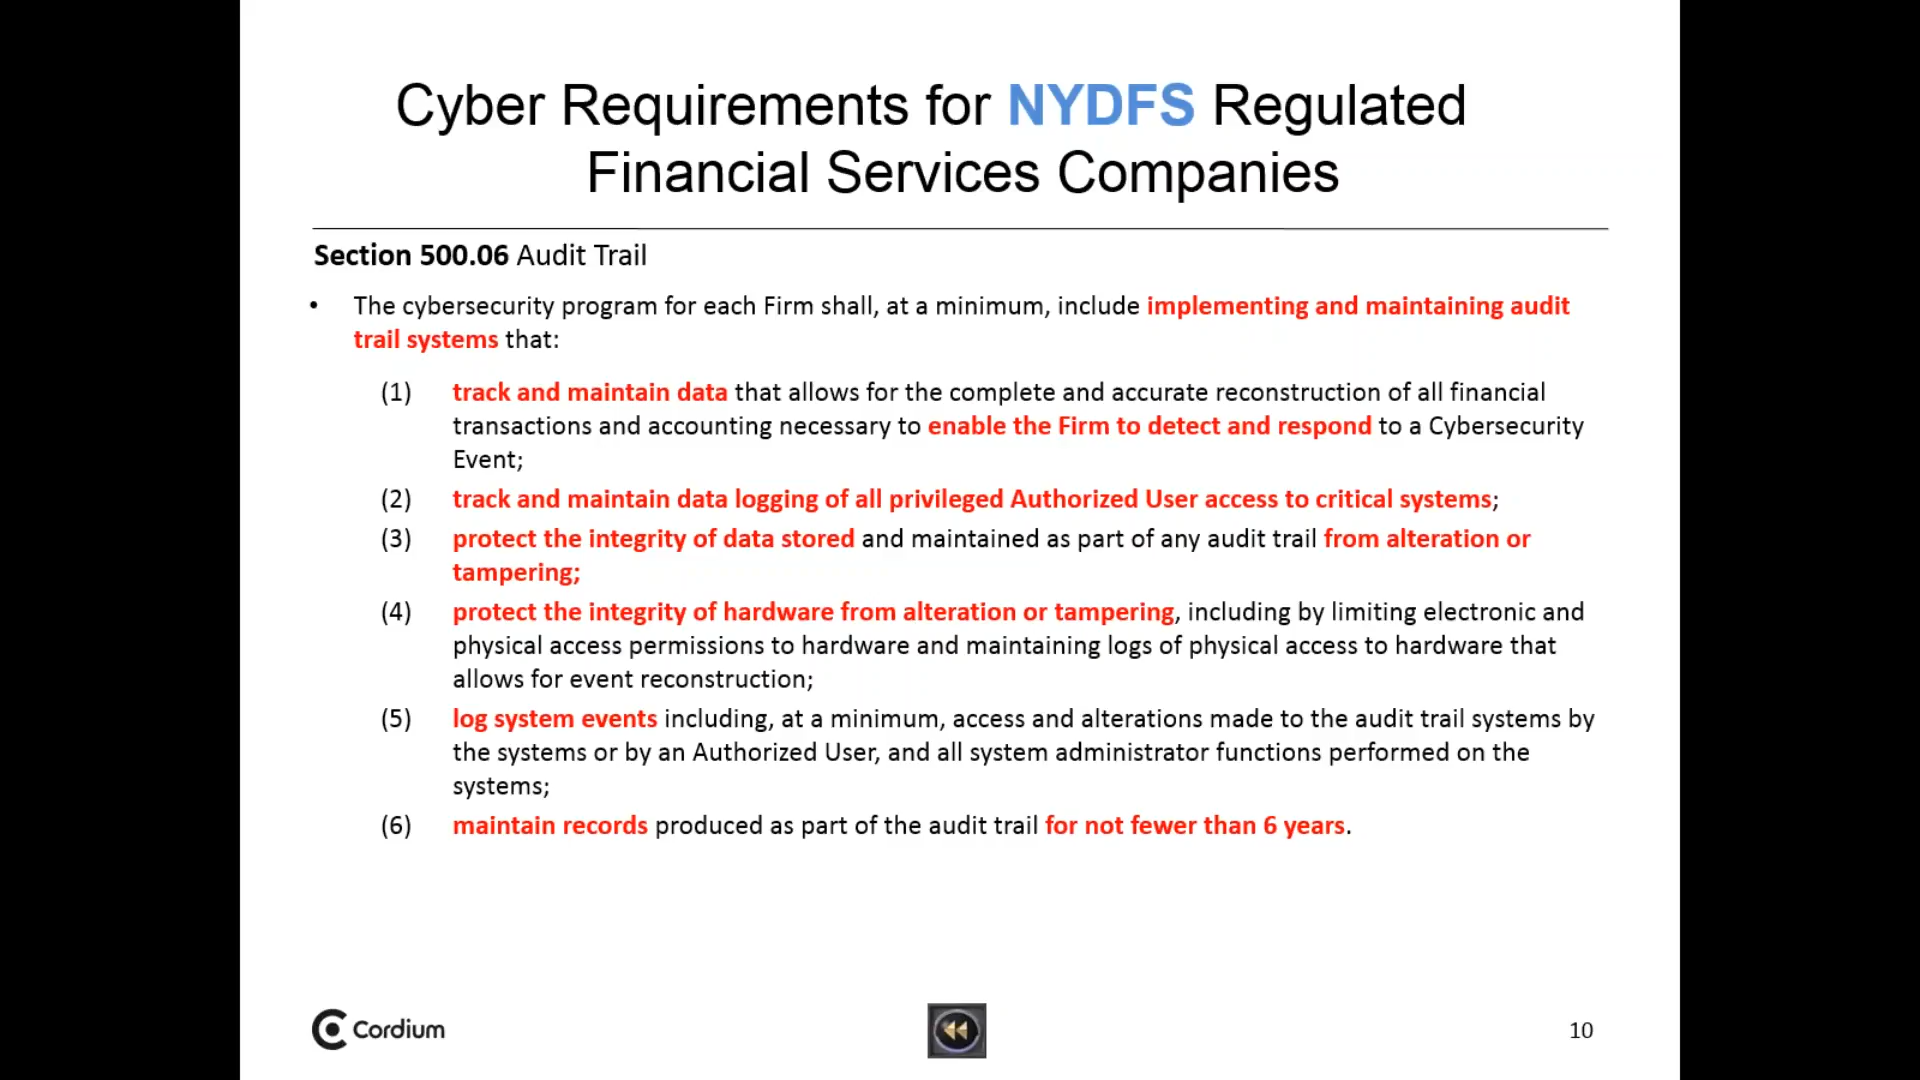 Cyber Requirements for NYDFS Regulated
Financial Services Companies
Section 500.06 Audit Trail
• The cybersecurity program for each Firm shall, at a minimum, include implementing and maintaining audit
trail systems that:
(1) track and maintain data that allows for the complete and accurate reconstruction of all financial
transactions and accounting necessary to enable the Firm to detect and respond to a Cybersecurity
Event;
(2) track and maintain data logging of all privileged Authorized User access to critical systems;
(3) protect the integrity of data stored and maintained as part of any audit trail from alteration or
tampering;
(4) protect the integrity of hardware from alteration or tampering, including by limiting electronic and
physical access permissions to hardware and maintaining logs of physical access to hardware that
allows for event reconstruction;
(5) log system events including, at a minimum, access and alterations made to the audit trail systems by
the systems or by an Authorized User, and all system administrator functions performed on the
systems;
(6) maintain records produced as part of the audit trail for not fewer than 6 years.
Cordium
10